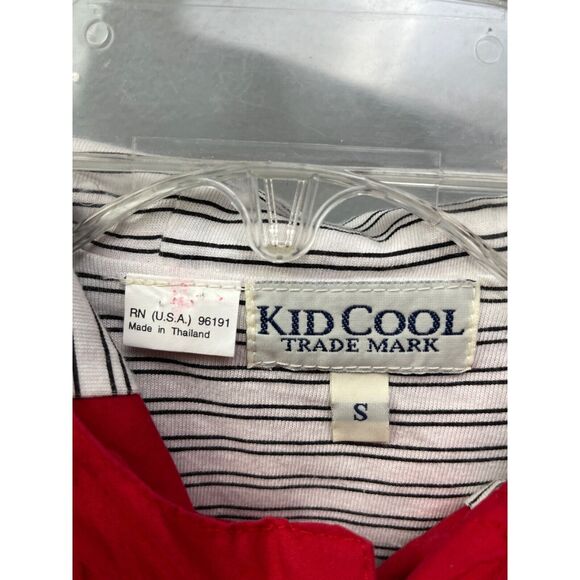 RN (U.S.A.) 96191
Made in Thailand
KID COOL
TRADE MARK
S